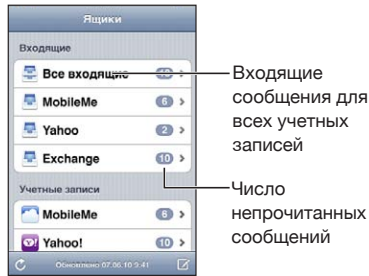 Ящики
Входящие
Все входящие
MobileMe 6
Yahoo 2
Exchange 10
Учетные записи
MobileMe 6
Yahoo! 10
Обновлено 07.06.10 9:41
Входящие
сообщения для
всех учетных
записей
Число
непрочитанных
сообщений